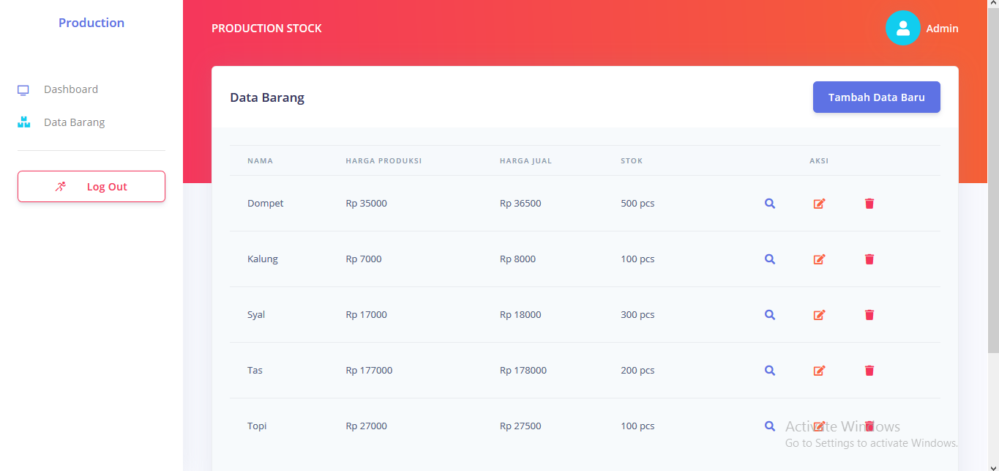 Production
PRODUCTION STOCK
Admin
Dashboard
Data Barang
Log Out
Data Barang
Tambah Data Baru
NAMA HARGA PRODUKSI HARGA JUAL STOK AKSI
Dompet Rp 35000 Rp 36500 500 pcs
Kalung Rp 7000 Rp 8000 100 pcs
Syal Rp 17000 Rp 18000 300 pcs
Tas Rp 177000 Rp 178000 200 pcs
Topi Rp 27000 Rp 27500 100 pcs
Activate Windows
Go to Settings to activate Windows.